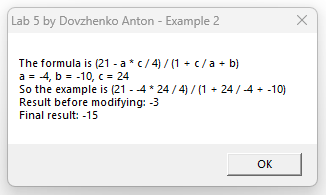 Lab 5 by Dovzhenko Anton - Example 2
The formula is (21 - a * c / 4) / (1 + c / a + b)
a = -4, b = -10, c = 24
So the example is (21 - -4 * 24 / 4) / (1 + 24 / -4 + -10)
Result before modifying: -3
Final result: -15
OK